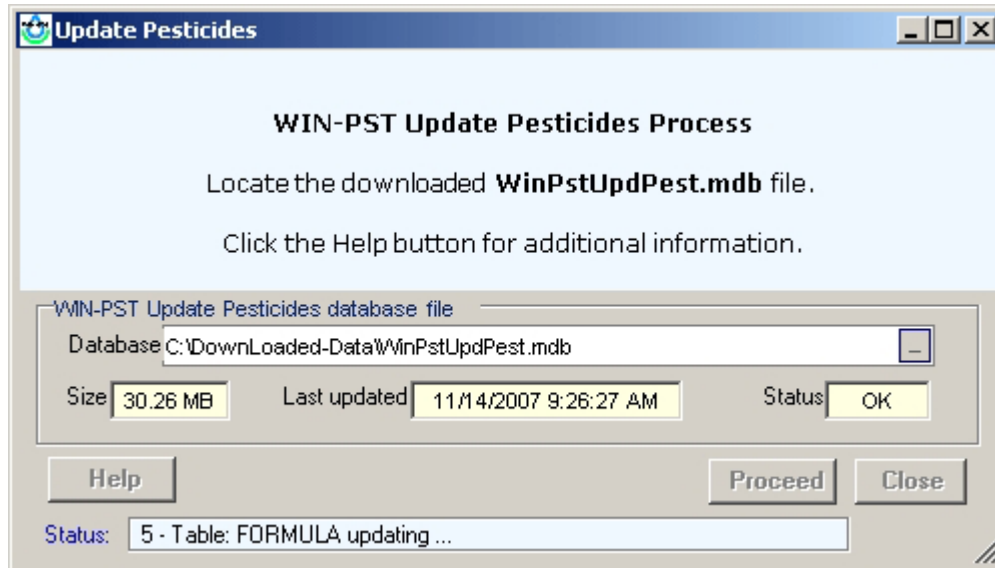 Update Pesticides
WIN-PST Update Pesticides Process
Locate the downloaded WinPstUpdPest.mdb file.
Click the Help button for additional information.
WIN-PST Update Pesticides database file
Database C:\DownLoaded-Data\WinPstUpdPest.mdb ...
Size 30.26 MB Last updated 11/14/2007 9:26:27 AM Status OK
Help Proceed Close
Status: 5 - Table: FORMULA updating ...